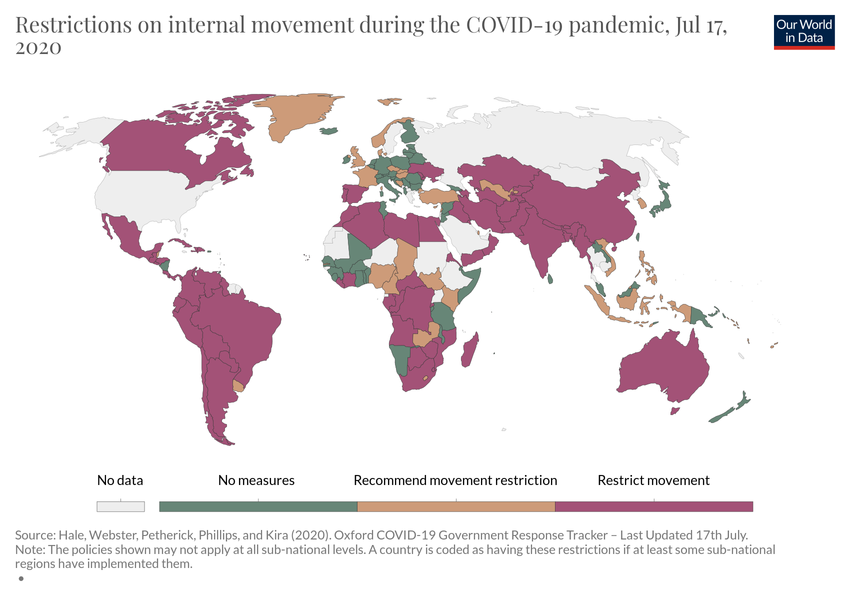 Restrictions on internal movement during the COVID-19 pandemic, Jul 17,
2020
Our World
in Data
No data
No measures
Recommend movement restriction
Restrict movement
Source: Hale, Webster, Petherick, Phillips, and Kira (2020). Oxford COVID-19 Government Response Tracker – Last Updated 17th July.
Note: The policies shown may not apply at all sub-national levels. A country is coded as having these restrictions if at least some sub-national
regions have implemented them.